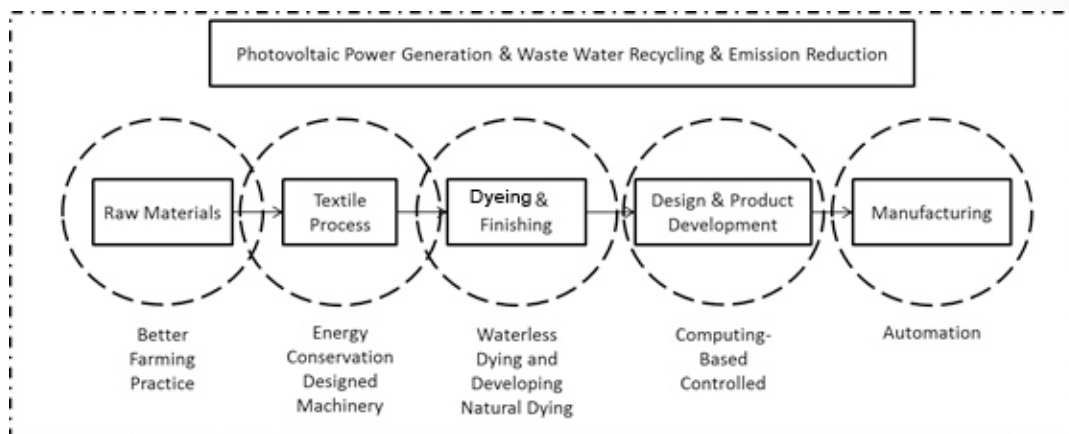 Photovoltaic Power Generation & Waste Water Recycling & Emission Reduction
Raw Materials
Textile
Process
Dyeing &
Finishing
Design & Product
Development
Manufacturing
Better
Farming
Practice
Energy
Conservation
Designed
Machinery
Waterless
Dying and
Developing
Natural Dying
Computing-
Based
Controlled
Automation